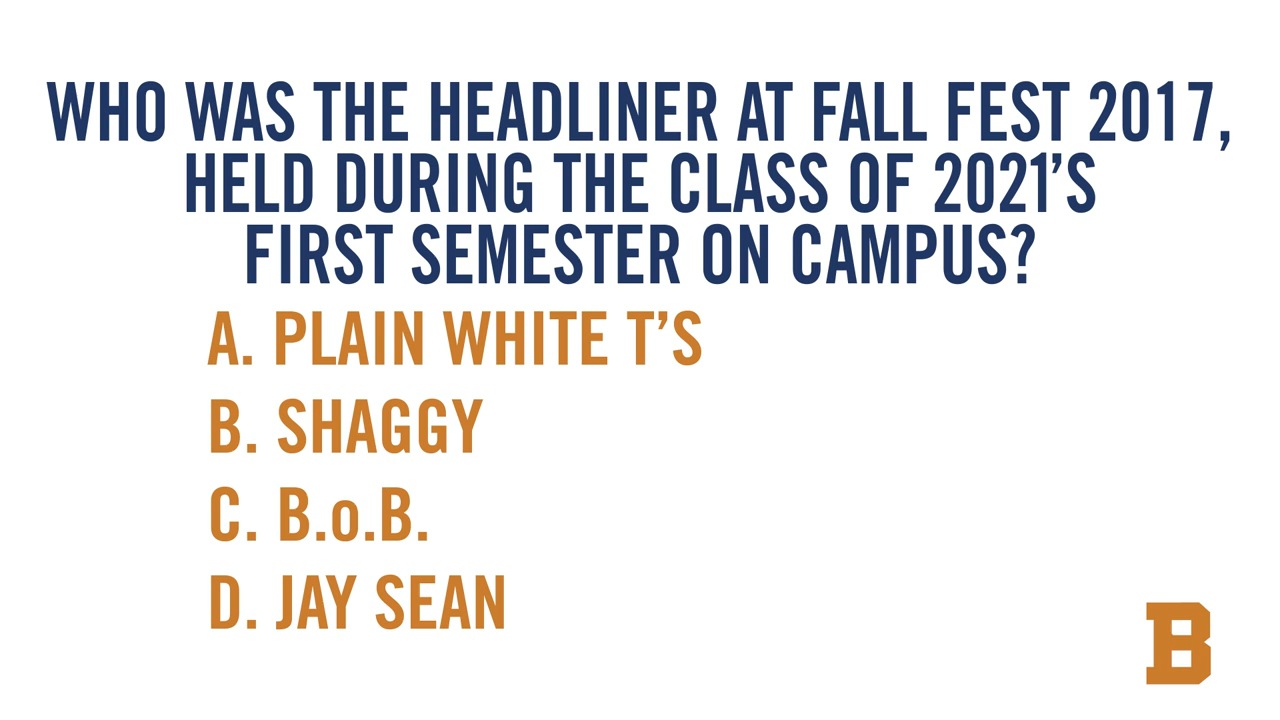 WHO WAS THE HEADLINER AT FALL FEST 2017,
HELD DURING THE CLASS OF 2021’S
FIRST SEMESTER ON CAMPUS?
A. PLAIN WHITE T’S
B. SHAGGY
C. B.o.B.
D. JAY SEAN
B